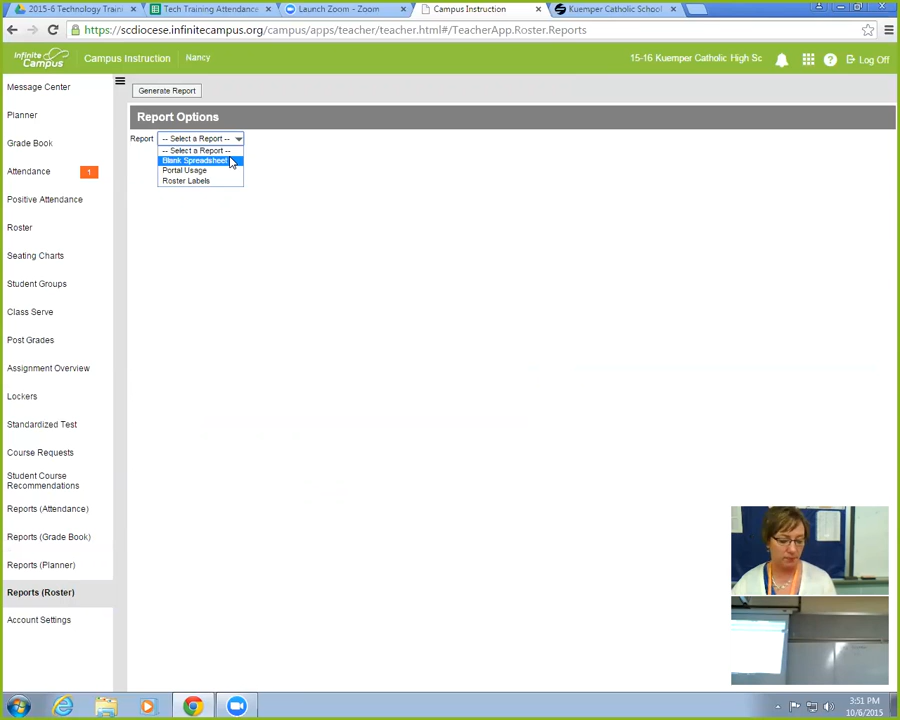 2015-6 Technology Traini
Tech Training Attendance
Launch Zoom - Zoom
Campus Instruction
Kuemper Catholic School
https://scdiocese.infinitecampus.org/campus/apps/teacher/teacher.html#/TeacherApp.Roster.Reports
Infinite Campus
Campus Instruction
Nancy
15-16 Kuemper Catholic High Sc
Log Off
Message Center
Planner
Grade Book
Attendance
1
Positive Attendance
Roster
Seating Charts
Student Groups
Class Serve
Post Grades
Assignment Overview
Lockers
Standardized Test
Course Requests
Student Course
Recommendations
Reports (Attendance)
Reports (Grade Book)
Reports (Planner)
Reports (Roster)
Account Settings
Generate Report
Report Options
Report
-- Select a Report --
-- Select a Report --
Blank Spreadsheet
Portal Usage
Roster Labels
3:51 PM
10/6/2015